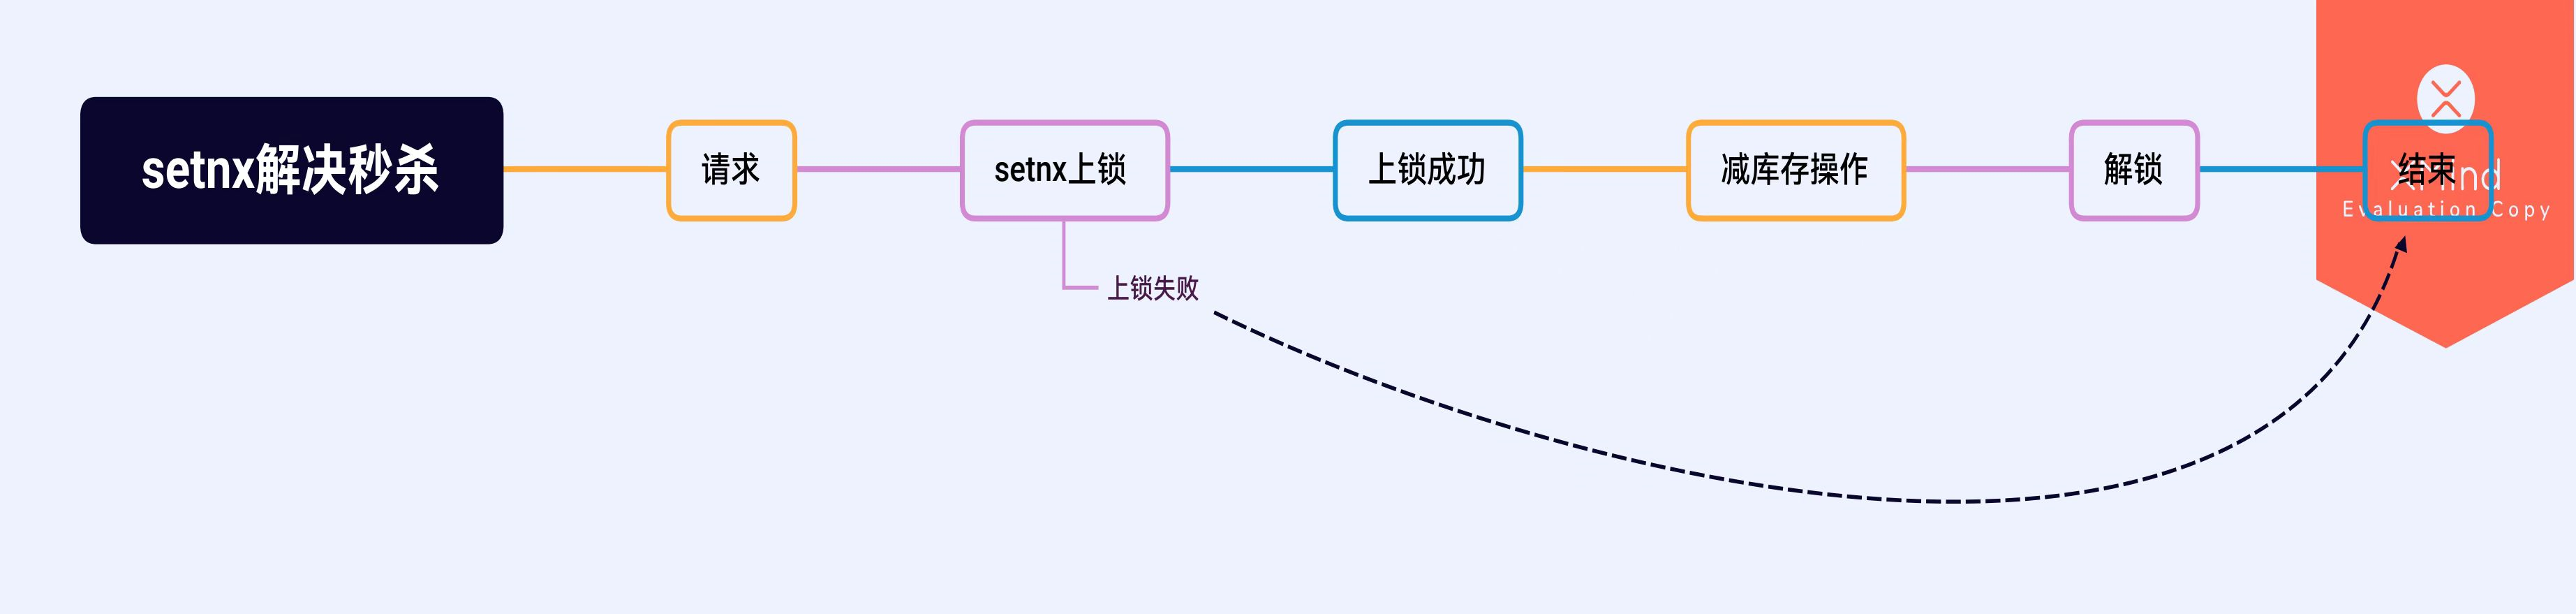 setnx解决秒杀
请求
setnx上锁
上锁成功
减库存操作
解锁
结束
XMind
Evaluation Copy
上锁失败